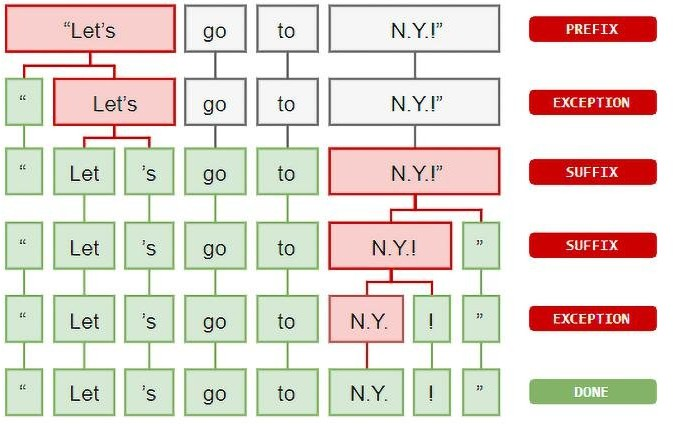 “Let’s go to N.Y.!” PREFIX
“ Let’s go to N.Y.!” EXCEPTION
“ Let ’s go to N.Y.!” SUFFIX
“ Let ’s go to N.Y.! ” SUFFIX
“ Let ’s go to N.Y. ! ” EXCEPTION
“ Let ’s go to N.Y. ! ” DONE